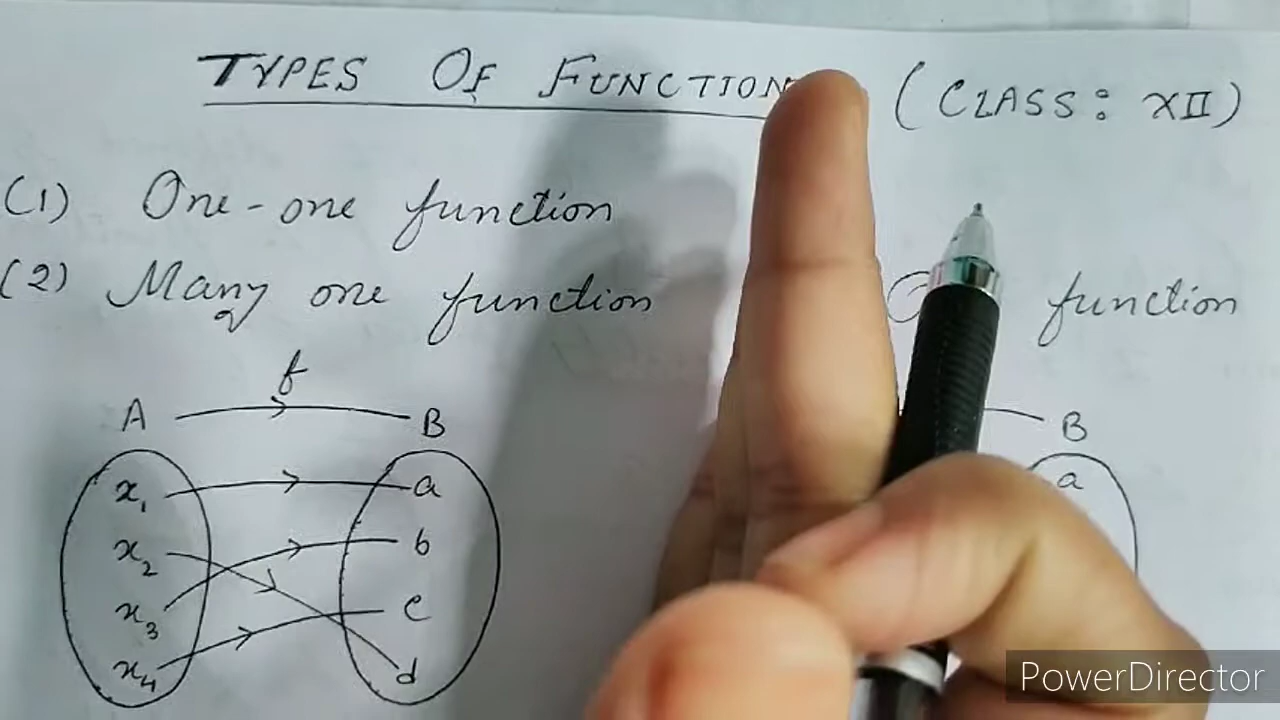 TYPES OF FUNCTION (CLASS: XII)
(1) One-one function
(2) Many one function
function
f
A B
B
x1 a
a
x2 b
x3 c
x4 d
PowerDirector